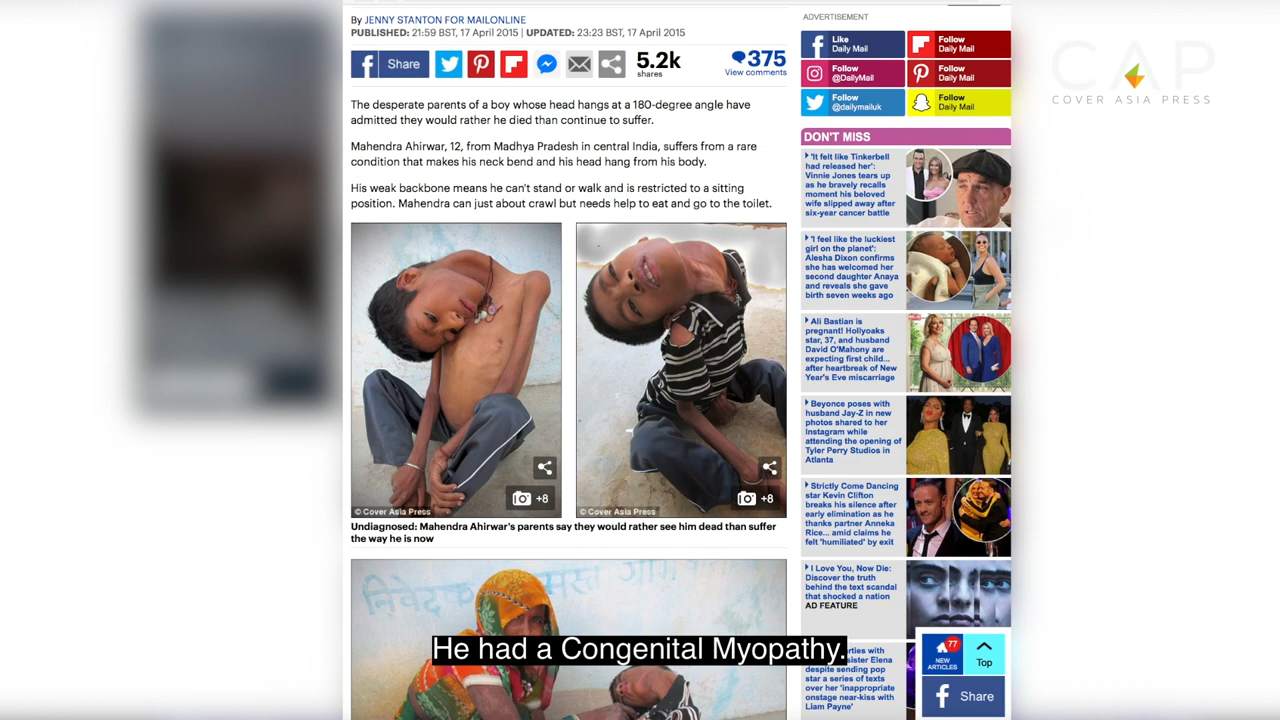 By JENNY STANTON FOR MAILONLINE
PUBLISHED: 21:59 BST, 17 April 2015 | UPDATED: 23:23 BST, 17 April 2015
Share
5.2k
shares
375
View comments
The desperate parents of a boy whose head hangs at a 180-degree angle have
admitted they would rather he died than continue to suffer.
Mahendra Ahirwar, 12, from Madhya Pradesh in central India, suffers from a rare
condition that makes his neck bend and his head hang from his body.
His weak backbone means he can't stand or walk and is restricted to a sitting
position. Mahendra can just about crawl but needs help to eat and go to the toilet.
+8
© Cover Asia Press
+8
© Cover Asia Press
Undiagnosed: Mahendra Ahirwar's parents say they would rather see him dead than suffer
the way he is now
He had a Congenital Myopathy.
ADVERTISEMENT
Like
Daily Mail
Follow
Daily Mail
Follow
@DailyMail
Follow
Daily Mail
Follow
@dailymailuk
Follow
Daily Mail
DON'T MISS
'It felt like Tinkerbell
had released her':
Vinnie Jones tears up
as he bravely recalls
moment his beloved
wife slipped away after
six-year cancer battle
'I feel like the luckiest
girl on the planet':
Alesha Dixon confirms
she has welcomed her
second daughter Anaya
and reveals she gave
birth seven weeks ago
Ali Bastian is
pregnant! Hollyoaks
star, 37, and husband
David O'Mahony are
expecting first child...
after heartbreak of New
Year's Eve miscarriage
Beyonce poses with
husband Jay-Z in new
photos shared to her
Instagram while
attending the opening of
Tyler Perry Studios in
Atlanta
Strictly Come Dancing
star Kevin Clifton
breaks his silence after
early elimination as he
thanks partner Anneka
Rice... amid claims he
felt 'humiliated' by exit
I Love You, Now Die:
Discover the truth
behind the text scandal
that shocked a nation
AD FEATURE
with
sister Elena
despite sending pop
star a series of texts
over her 'inappropriate
onstage near-kiss with
Liam Payne'
77
NEW
ARTICLES
Top
Share
CAP
COVER ASIA PRESS